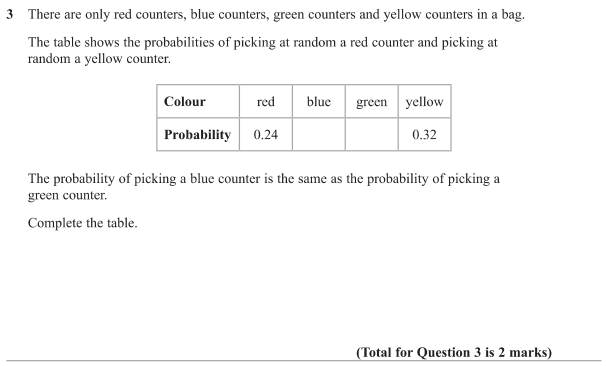 3 There are only red counters, blue counters, green counters and yellow counters in a bag.
The table shows the probabilities of picking at random a red counter and picking at
random a yellow counter.
Colour red blue green yellow
Probability 0.24 0.32
The probability of picking a blue counter is the same as the probability of picking a
green counter.
Complete the table.
(Total for Question 3 is 2 marks)